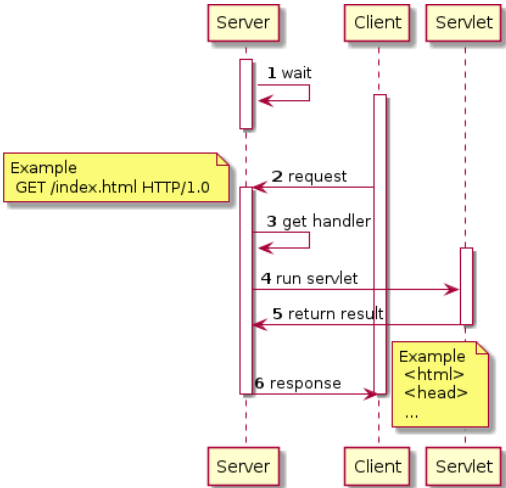 Server Client Servlet
1 wait
Example
GET /index.html HTTP/1.0
2 request
3 get handler
4 run servlet
5 return result
Example
<html>
<head>
...
6 response
Server Client Servlet